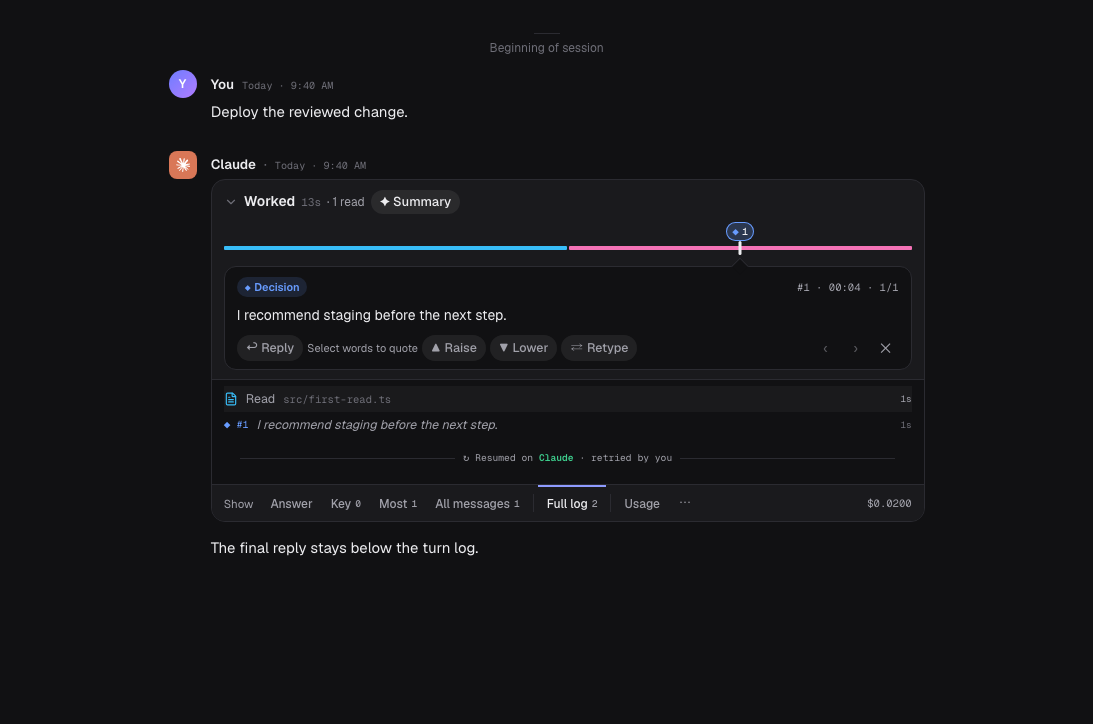 Beginning of session
Y You Today · 9:40 AM
Deploy the reviewed change.
Claude · Today · 9:40 AM
Worked 13s · 1 read ✦ Summary
◆ 1
◆ Decision #1 · 00:04 · 1/1
I recommend staging before the next step.
↩ Reply Select words to quote ▲ Raise ▼ Lower ⇄ Retype ‹ › ×
Read src/first-read.ts 1s
◆ #1 I recommend staging before the next step. 1s
↻ Resumed on Claude · retried by you
Show Answer Key 0 Most 1 All messages 1 Full log 2 Usage ··· $0.0200
The final reply stays below the turn log.